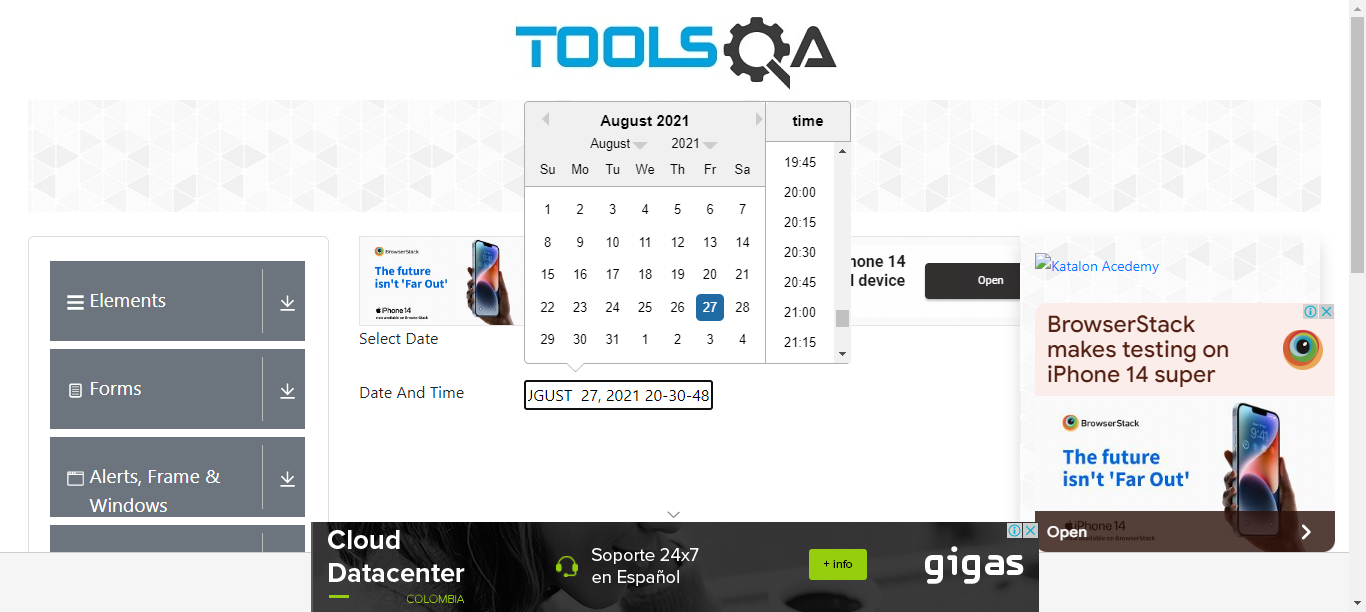 TOOLSQA
August 2021
time
August 2021
Su Mo Tu We Th Fr Sa
1 2 3 4 5 6 7
8 9 10 11 12 13 14
15 16 17 18 19 20 21
22 23 24 25 26 27 28
29 30 31 1 2 3 4
19:45
20:00
20:15
20:30
20:45
21:00
21:15
Elements
Forms
Alerts, Frame &
Windows
BrowserStack
The future
isn't 'Far Out'
iPhone 14
hone 14
device
Open
Select Date
Date And Time
JGUST 27, 2021 20-30-48
Katalon Acedemy
BrowserStack
makes testing on
iPhone 14 super
BrowserStack
The future
isn't 'Far Out'
9:41
iPhone 14
Open
Cloud
Datacenter
COLOMBIA
Soporte 24x7
en Español
+ info
gigas